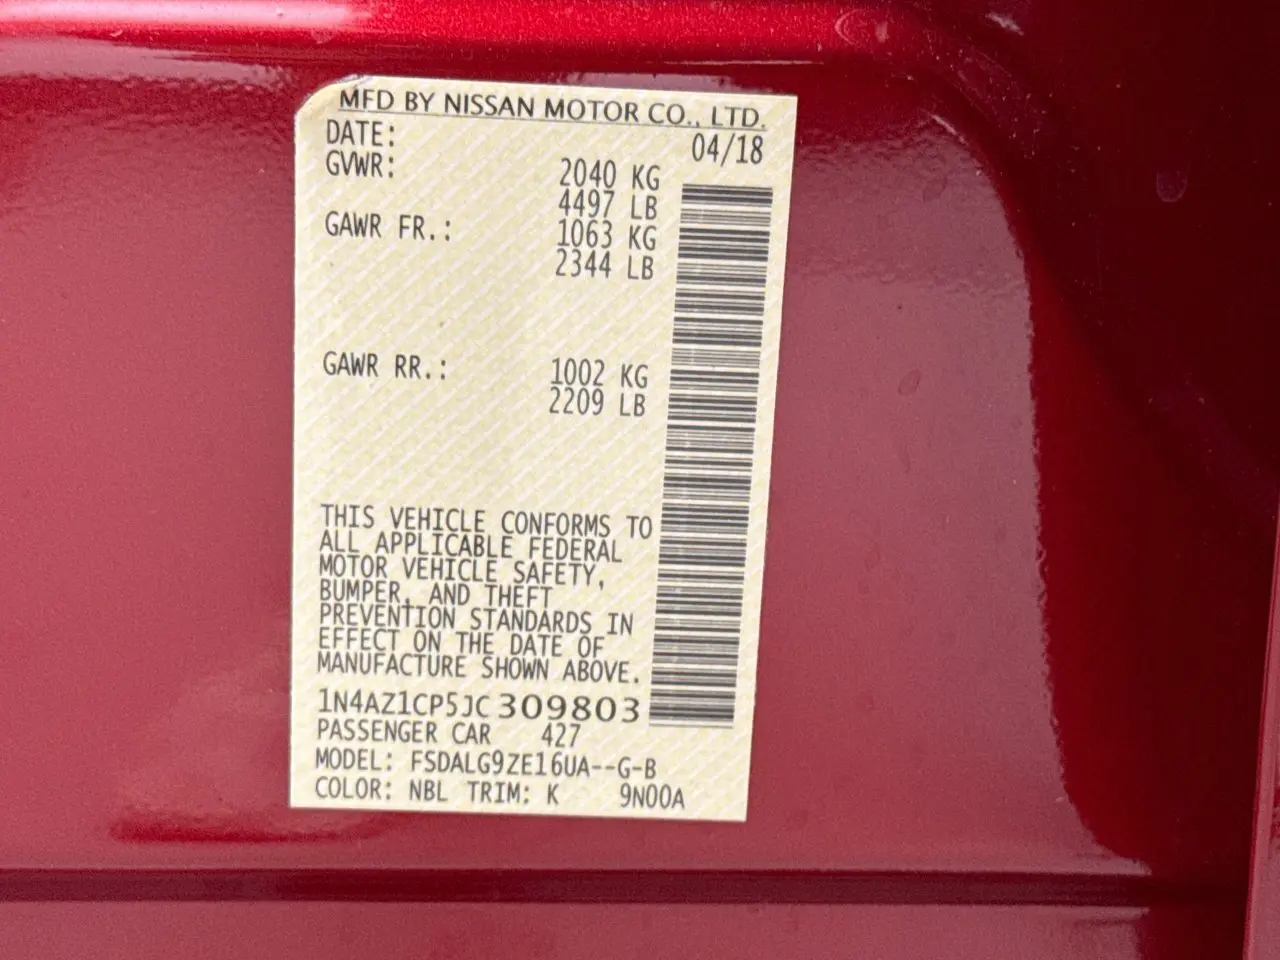 MFD BY NISSAN MOTOR CO., LTD.
DATE: 04/18
GVWR: 2040 KG
4497 LB
GAWR FR.: 1063 KG
2344 LB
GAWR RR.: 1002 KG
2209 LB
THIS VEHICLE CONFORMS TO
ALL APPLICABLE FEDERAL
MOTOR VEHICLE SAFETY,
BUMPER, AND THEFT
PREVENTION STANDARDS IN
EFFECT ON THE DATE OF
MANUFACTURE SHOWN ABOVE.
1N4AZ1CP5JC309803
PASSENGER CAR 427
MODEL: FSDALG9ZE16UA--G-B
COLOR: NBL TRIM: K 9N00A